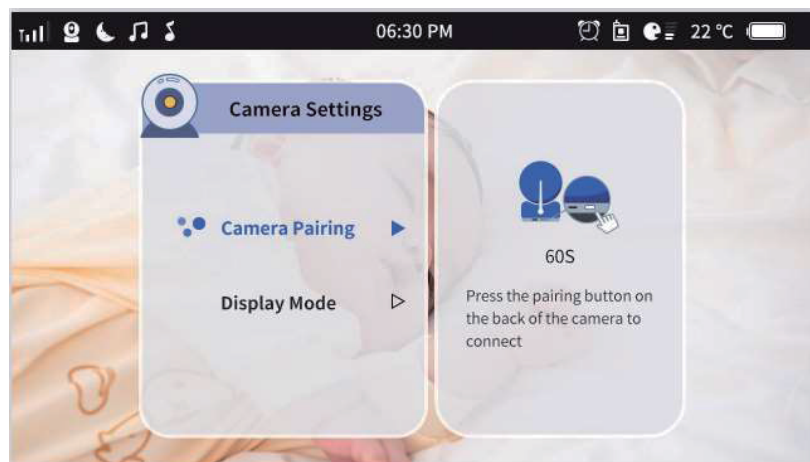 06:30 PM
22 °C
Camera Settings
Camera Pairing
Display Mode
60S
Press the pairing button on
the back of the camera to
connect